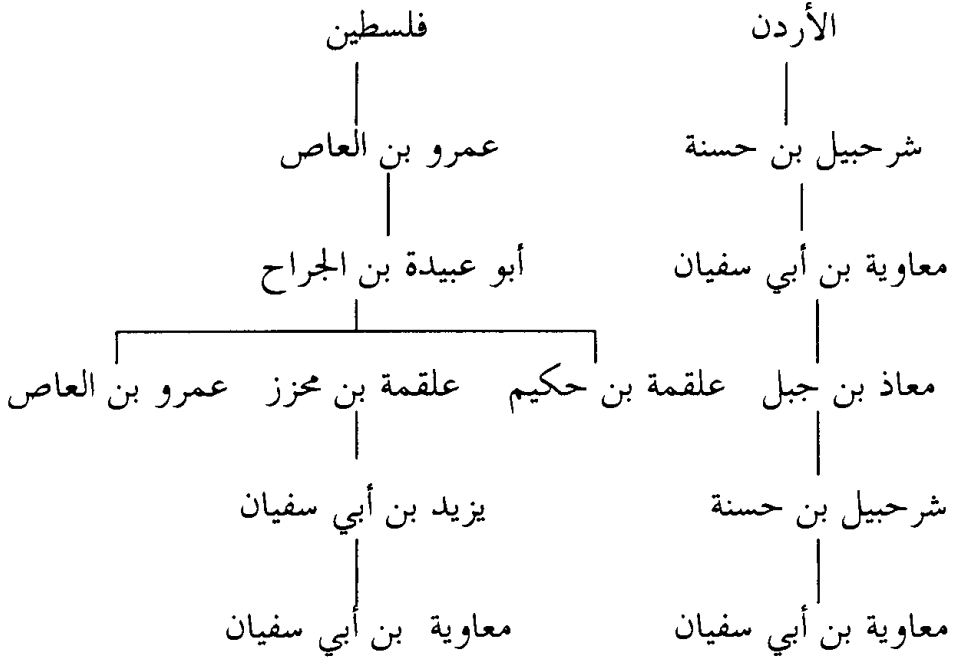 الأردن فلسطين
شرحبيل بن حسنة عمرو بن العاص
معاوية بن أبي سفيان أبو عبيدة بن الجراح
معاذ بن جبل علقمة بن حكيم علقمة بن محزز عمرو بن العاص
شرحبيل بن حسنة يزيد بن أبي سفيان
معاوية بن أبي سفيان معاوية بن أبي سفيان